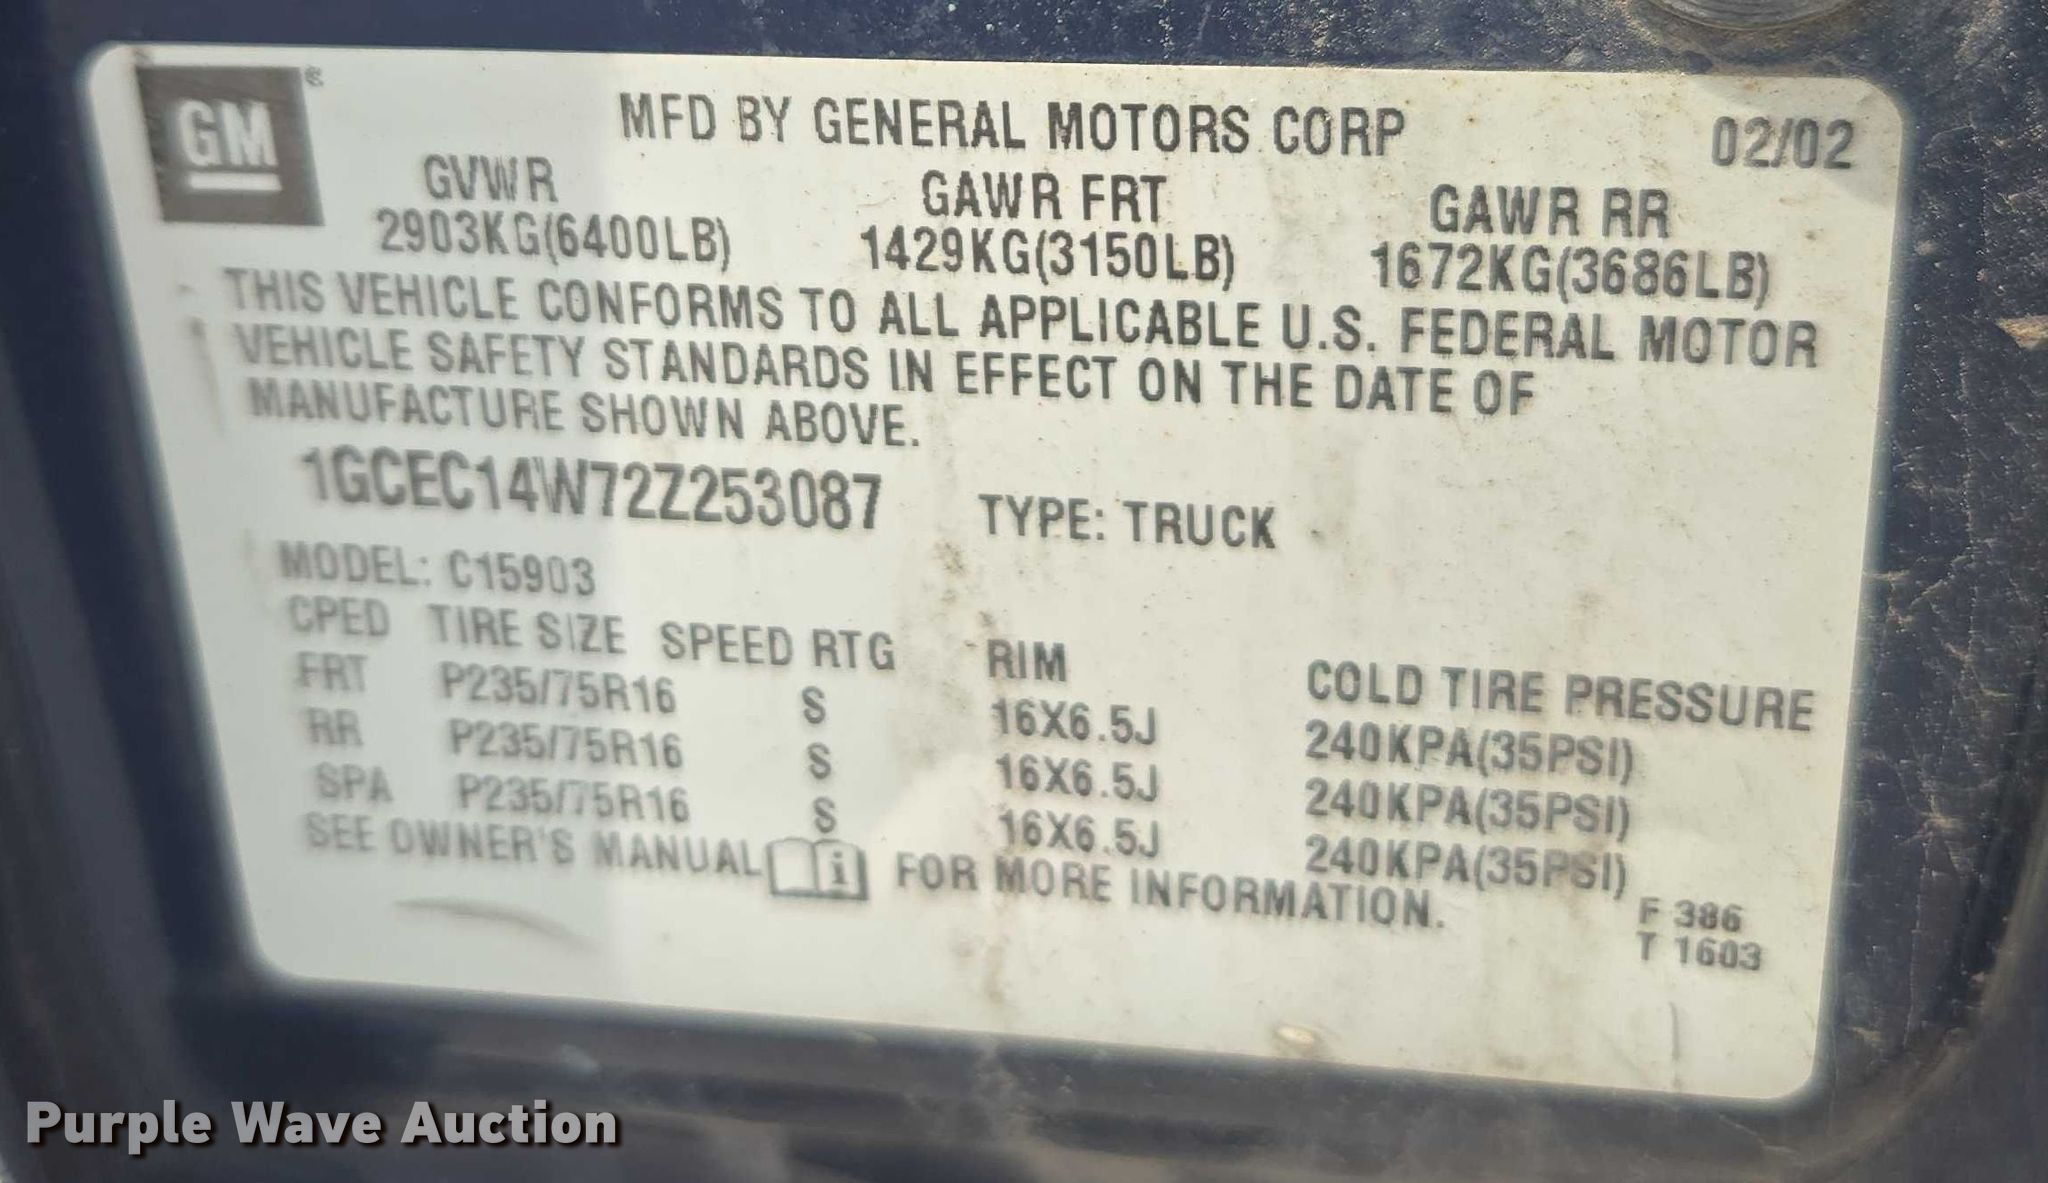 GM®
MFD BY GENERAL MOTORS CORP 02/02
GVWR GAWR FRT GAWR RR
2903KG(6400LB) 1429KG(3150LB) 1672KG(3686LB)
THIS VEHICLE CONFORMS TO ALL APPLICABLE U.S. FEDERAL MOTOR
VEHICLE SAFETY STANDARDS IN EFFECT ON THE DATE OF
MANUFACTURE SHOWN ABOVE.
1GCEC14W72Z253087 TYPE: TRUCK
MODEL: C15903
CPED TIRE SIZE SPEED RTG RIM COLD TIRE PRESSURE
FRT P235/75R16 S 16X6.5J 240KPA(35PSI)
RR P235/75R16 S 16X6.5J 240KPA(35PSI)
SPA P235/75R16 S 16X6.5J 240KPA(35PSI)
SEE OWNER'S MANUAL i FOR MORE INFORMATION.
F 386
T 1603
Purple Wave Auction